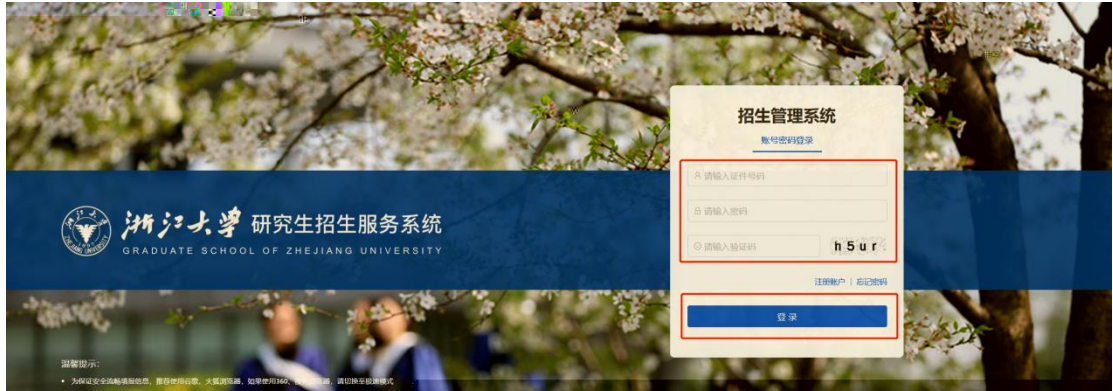 招生管理系统
账号密码登录
请输入证件号码
请输入密码
请输入验证码
h5ur
注册账户 | 忘记密码
登录
浙江大学 研究生招生服务系统
GRADUATE SCHOOL OF ZHEJIANG UNIVERSITY
温馨提示：